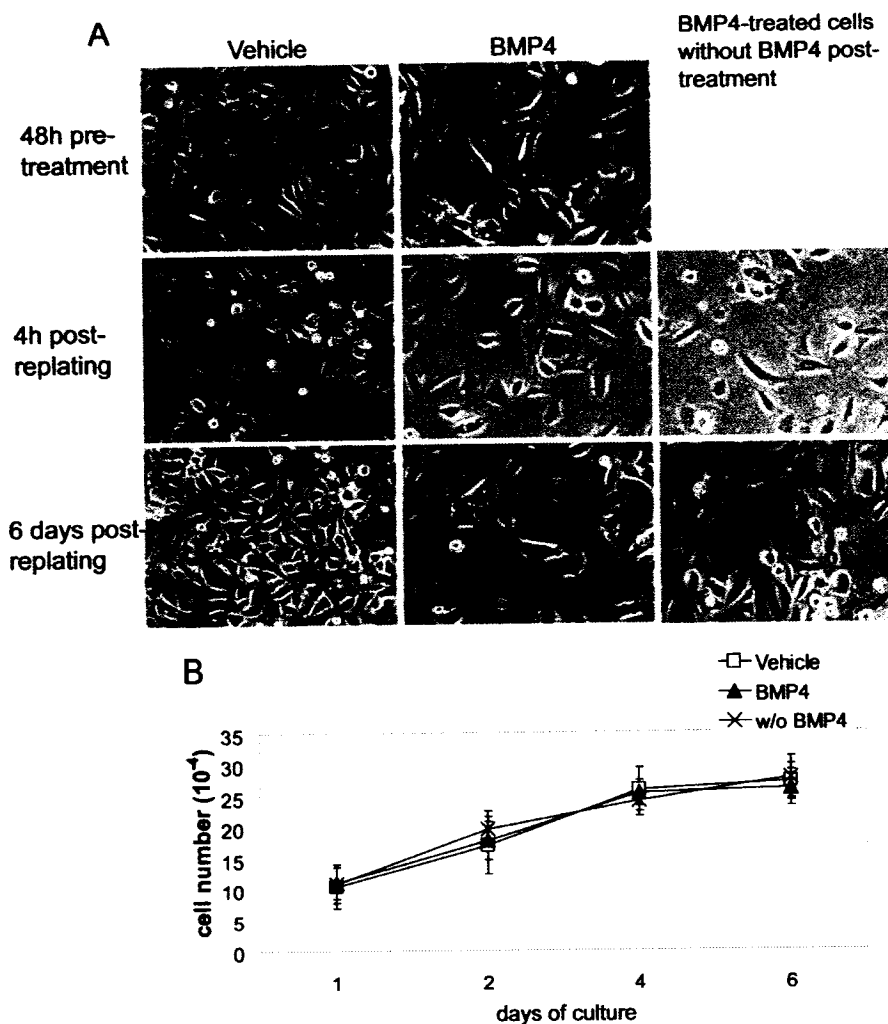 A
Vehicle
BMP4
BMP4-treated cells
without BMP4 post-
treatment
48h pre-
treatment
4h post-
replating
6 days post-
replating
B
Vehicle
BMP4
w/o BMP4
cell number (10⁻⁴)
35
30
25
20
15
10
5
0
1
2
4
6
days of culture